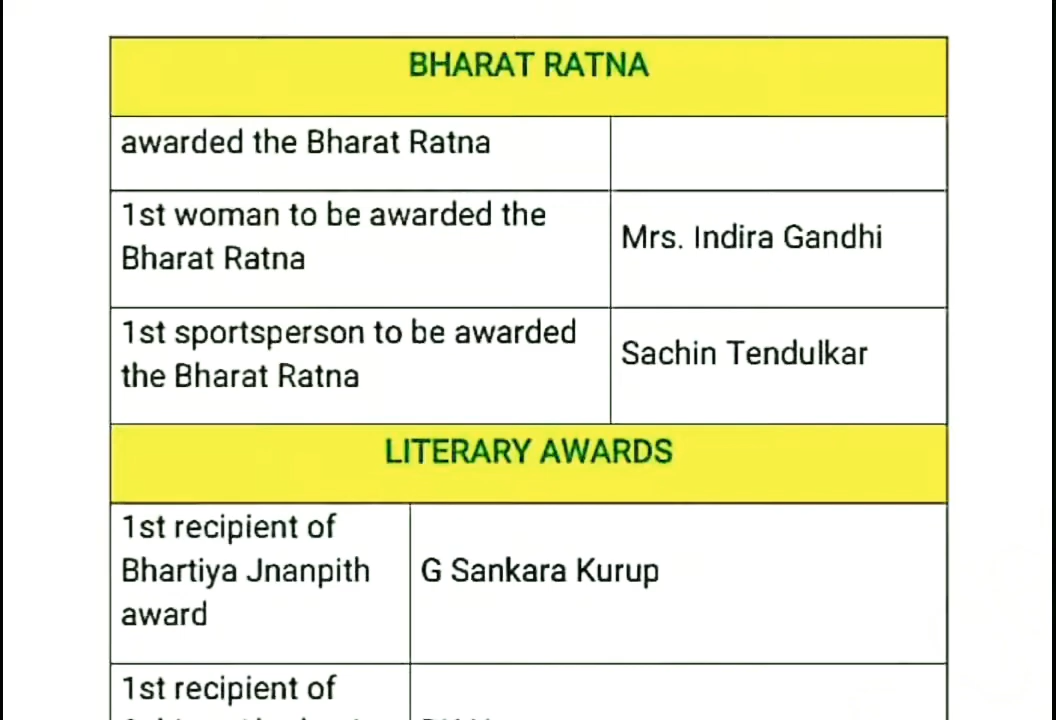 BHARAT RATNA
awarded the Bharat Ratna
1st woman to be awarded the
Bharat Ratna
Mrs. Indira Gandhi
1st sportsperson to be awarded
the Bharat Ratna
Sachin Tendulkar
LITERARY AWARDS
1st recipient of
Bhartiya Jnanpith
award
G Sankara Kurup
1st recipient of